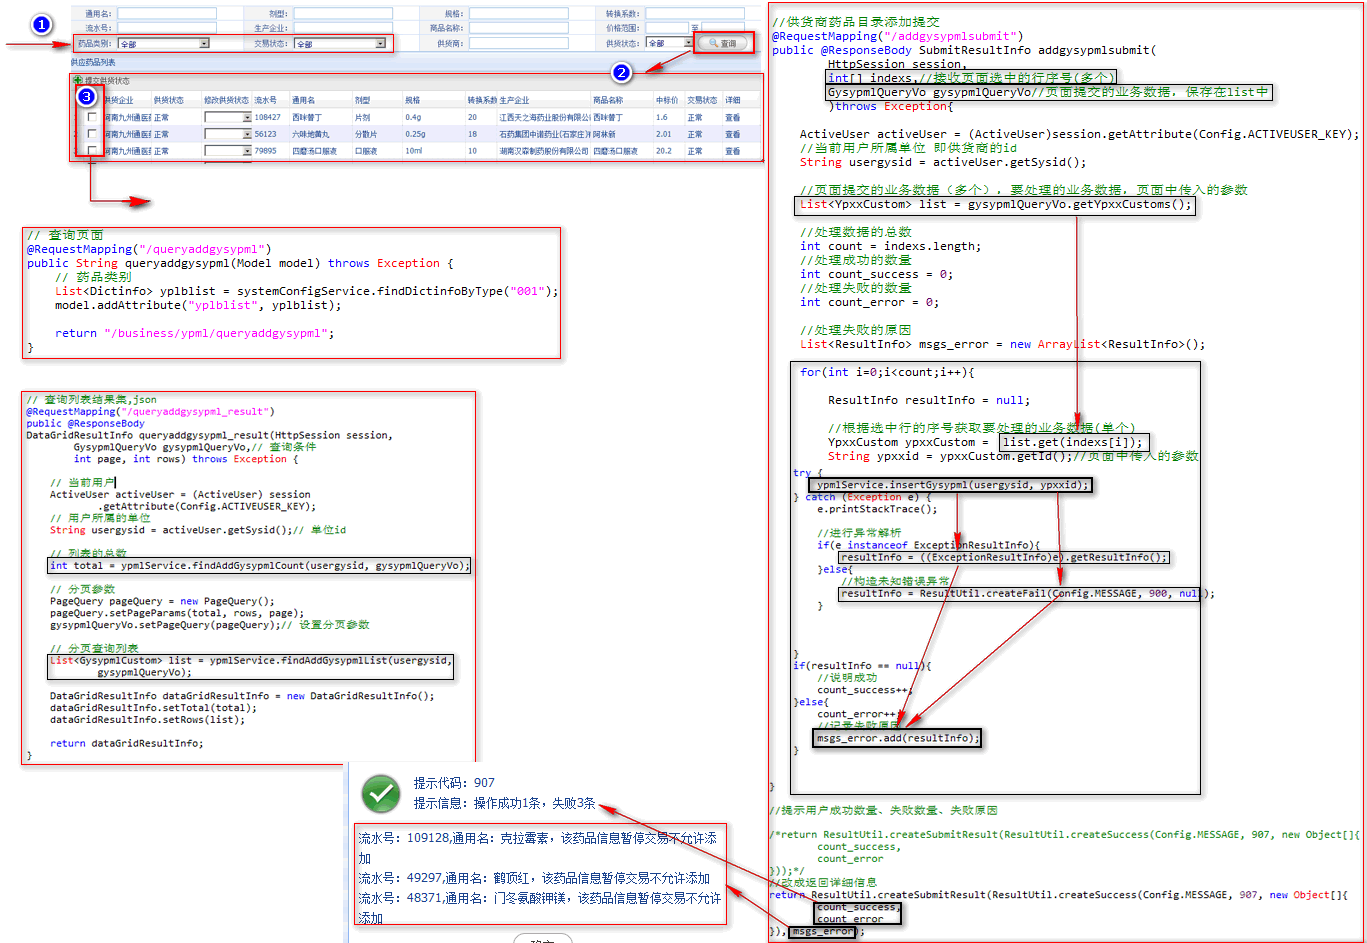 通用名：
剂型：
规格：
转换系数：
流水号：
生产企业：
商品名称：
价格范围：
至
药品类别：
全部
交易状态：
全部
供货商：
供货状态：
全部
查询
1
2
3
供应药品列表
提交供货状态
供货企业 供货状态 修改供货状态 流水号 通用名 剂型 规格 转换系数 生产企业 商品名称 中标价 交易状态 详细
河南九州通医 正常 108427 西咪替丁 片剂 0.4g 20 江西天之海药业股份有限公 西咪替丁 1.6 正常 查看
河南九州通医 正常 56123 六味地黄丸 分散片 0.25g 18 石药集团中诺药业(石家庄) 阿林新 2.01 正常 查看
河南九州通医 正常 79895 四磨汤口服液 口服液 10ml 10 湖南汉森制药股份有限公司 四磨汤口服液 20.2 正常 查看
// 查询页面
@RequestMapping("/queryaddgysypml")
public String queryaddgysypml(Model model) throws Exception {
// 药品类别
List<Dictinfo> yplblist = systemConfigService.findDictinfoByType("001");
model.addAttribute("yplblist", yplblist);
return "/business/ypml/queryaddgysypml";
}
// 查询列表结果集,json
@RequestMapping("/queryaddgysypml_result")
public @ResponseBody
DataGridResultInfo queryaddgysypml_result(HttpSession session,
GysypmlQueryVo gysypmlQueryVo,// 查询条件
int page, int rows) throws Exception {
// 当前用户
ActiveUser activeUser = (ActiveUser) session
.getAttribute(Config.ACTIVEUSER_KEY);
// 用户所属的单位
String usergysid = activeUser.getSysid();// 单位id
// 列表的总数
int total = ypmlService.findAddGysypmlCount(usergysid, gysypmlQueryVo);
// 分页参数
PageQuery pageQuery = new PageQuery();
pageQuery.setPageParams(total, rows, page);
gysypmlQueryVo.setPageQuery(pageQuery);// 设置分页参数
// 分页查询列表
List<GysypmlCustom> list = ypmlService.findAddGysypmlList(usergysid,
gysypmlQueryVo);
DataGridResultInfo dataGridResultInfo = new DataGridResultInfo();
dataGridResultInfo.setTotal(total);
dataGridResultInfo.setRows(list);
return dataGridResultInfo;
}
提示代码：907
提示信息：操作成功1条，失败3条
流水号：109128,通用名：克拉霉素，该药品信息暂停交易不允许添
加
流水号：49297,通用名：鹤顶红，该药品信息暂停交易不允许添加
流水号：48371,通用名：门冬氨酸钾镁，该药品信息暂停交易不允许
添加
//供货商药品目录添加提交
@RequestMapping("/addgysypmlsubmit")
public @ResponseBody SubmitResultInfo addgysypmlsubmit(
HttpSession session,
int[] indexs,//接收页面选中的行序号(多个)
GysypmlQueryVo gysypmlQueryVo//页面提交的业务数据，保存在list中
)throws Exception{
ActiveUser activeUser = (ActiveUser)session.getAttribute(Config.ACTIVEUSER_KEY);
//当前用户所属单位 即供货商的id
String usergysid = activeUser.getSysid();
//页面提交的业务数据（多个），要处理的业务数据，页面中传入的参数
List<YpxxCustom> list = gysypmlQueryVo.getYpxxCustoms();
//处理数据的总数
int count = indexs.length;
//处理成功的数量
int count_success = 0;
//处理失败的数量
int count_error = 0;
//处理失败的原因
List<ResultInfo> msgs_error = new ArrayList<ResultInfo>();
for(int i=0;i<count;i++){
ResultInfo resultInfo = null;
//根据选中行的序号获取要处理的业务数据(单个)
YpxxCustom ypxxCustom = list.get(indexs[i]);
String ypxxid = ypxxCustom.getId();//页面中传入的参数
try {
ypmlService.insertGysypml(usergysid, ypxxid);
} catch (Exception e) {
e.printStackTrace();
//进行异常解析
if(e instanceof ExceptionResultInfo){
resultInfo = ((ExceptionResultInfo)e).getResultInfo();
}else{
//构造未知错误异常
resultInfo = ResultUtil.createFail(Config.MESSAGE, 900, null);
}
}
if(resultInfo == null){
//说明成功
count_success++;
}else{
count_error++;
//记录失败原因
msgs_error.add(resultInfo);
}
}
//提示用户成功数量、失败数量、失败原因
/*return ResultUtil.createSubmitResult(ResultUtil.createSuccess(Config.MESSAGE, 907, new Object[]{
count_success,
count_error
}));*/
//改成返回详细信息
return ResultUtil.createSubmitResult(ResultUtil.createSuccess(Config.MESSAGE, 907, new Object[]{
count_success,
count_error
}), msgs_error);